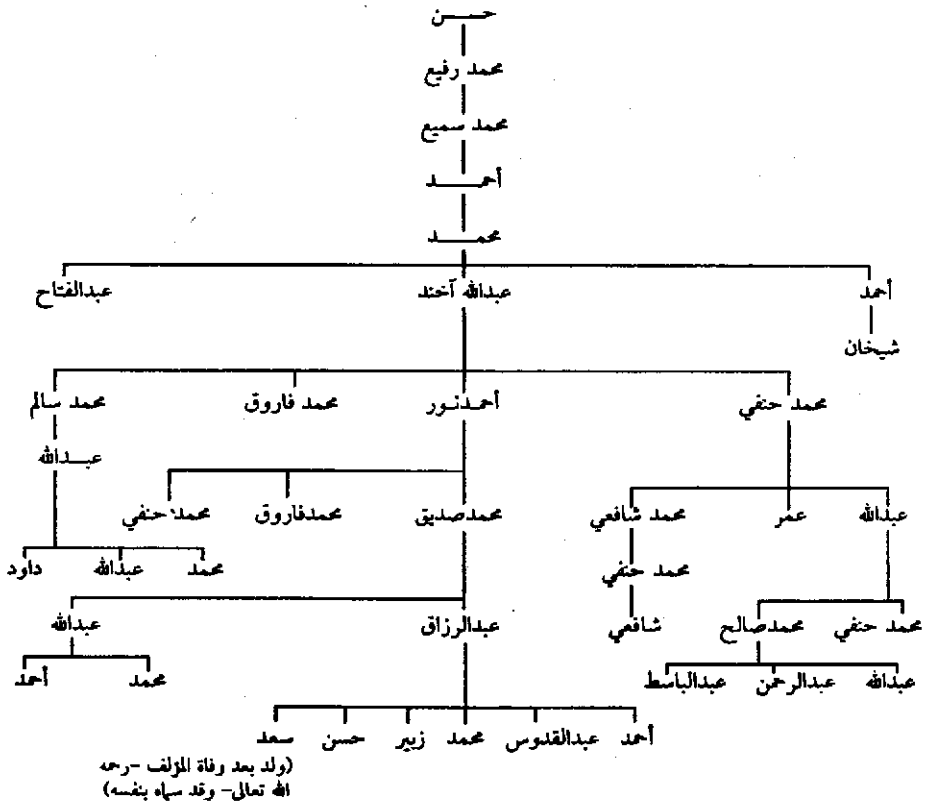 حسن
محمد رفيع
محمد سميع
أحمد
محمد
أحمد عبدالله آخند عبدالفتاح
شيخان
محمد حنفي أحمدنور محمد فاروق محمد سالم
عبدالله
عبدالله عمر محمد شافعي محمدصديق محمدفاروق محمد حنفي
محمد عبدالله داود
محمد حنفي
محمد حنفي محمدصالح شافعي عبدالرزاق عبدالله
عبدالله عبدالرحمن عبدالباسط محمد أحمد
أحمد عبدالقدوس محمد زبير حسن سعد
(ولد بعد وفاة المؤلف -رحمه
الله تعالى- وقد سماه بنفسه)